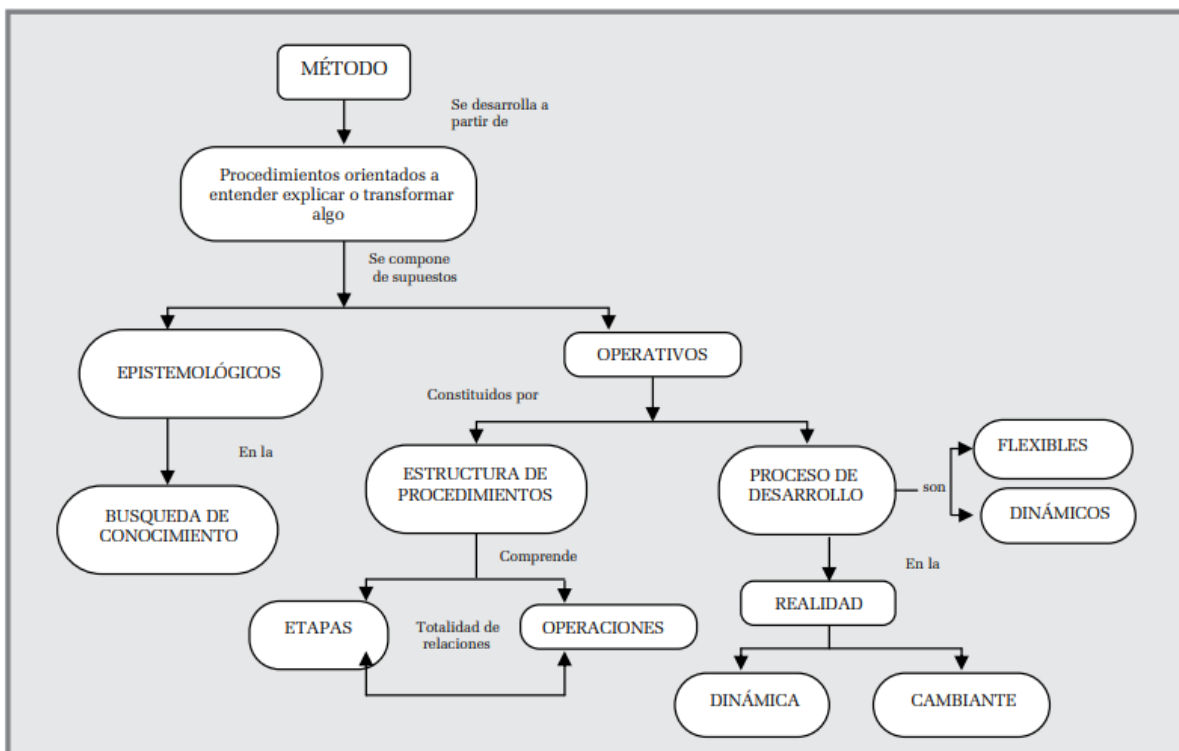 MÉTODO
Se desarrolla a
partir de
Procedimientos orientados a
entender explicar o transformar
algo
Se compone
de supuestos
EPISTEMOLÓGICOS
OPERATIVOS
Constituidos por
En la
ESTRUCTURA DE
PROCEDIMIENTOS
PROCESO DE
DESARROLLO
son
FLEXIBLES
DINÁMICOS
BUSQUEDA DE
CONOCIMIENTO
Comprende
En la
ETAPAS
Totalidad de
relaciones
OPERACIONES
REALIDAD
DINÁMICA
CAMBIANTE